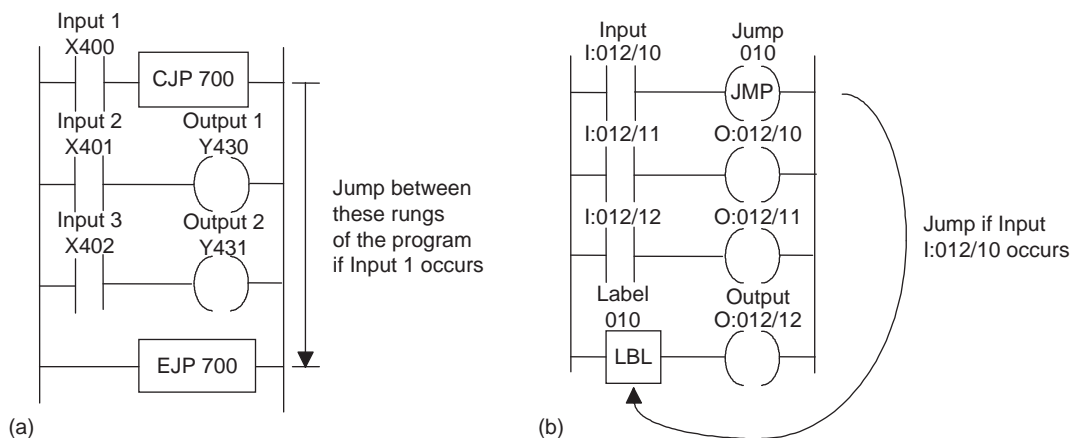 Input 1
X400
CJP 700
Input 2
X401
Output 1
Y430
Input 3
X402
Output 2
Y431
EJP 700
Jump between
these rungs
of the program
if Input 1 occurs
(a)
Input
I:012/10
Jump
010
JMP
I:012/11
O:012/10
I:012/12
O:012/11
Label
010
LBL
Output
O:012/12
Jump if Input
I:012/10 occurs
(b)